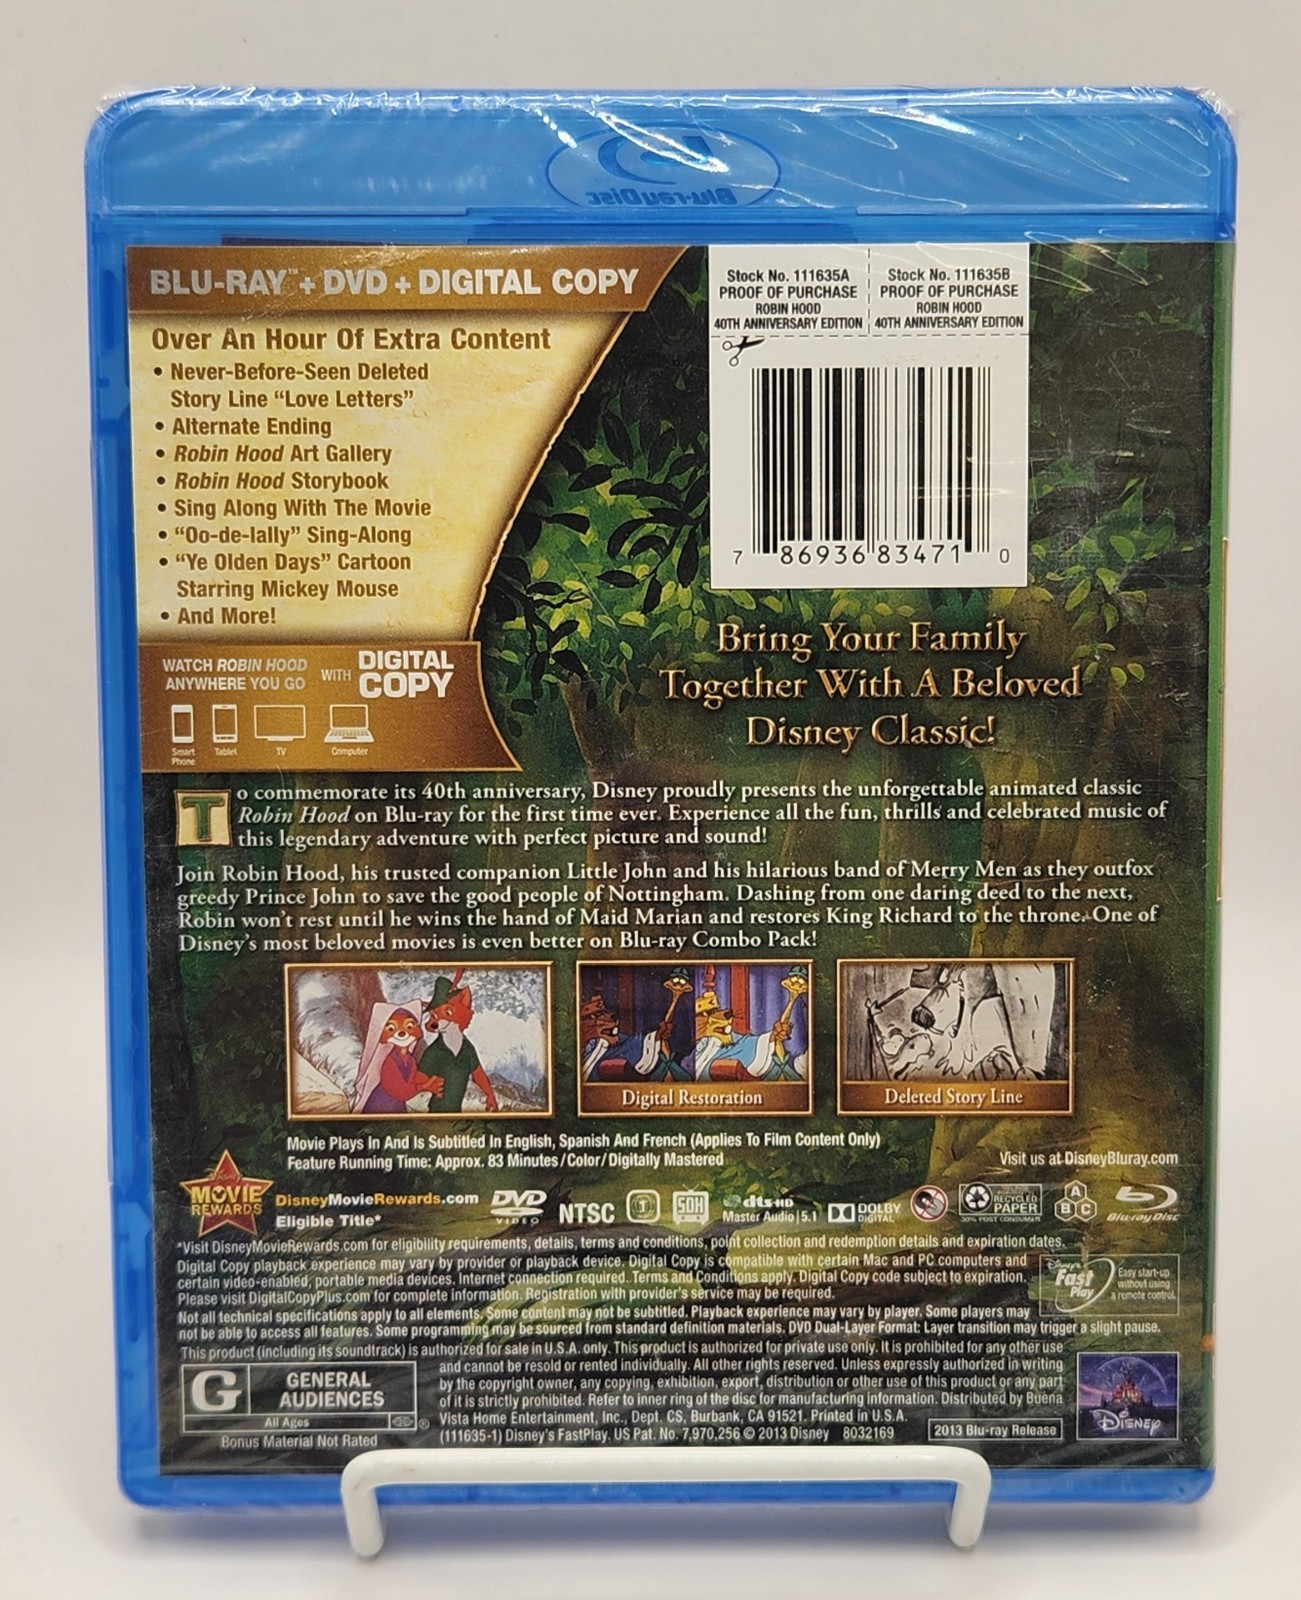 Blu-rayDisc
BLU-RAY™ + DVD + DIGITAL COPY
Over An Hour Of Extra Content
• Never-Before-Seen Deleted
Story Line “Love Letters”
• Alternate Ending
• Robin Hood Art Gallery
• Robin Hood Storybook
• Sing Along With The Movie
• “Oo-de-lally” Sing-Along
• “Ye Olden Days” Cartoon
Starring Mickey Mouse
• And More!
WATCH ROBIN HOOD
ANYWHERE YOU GO
WITH
DIGITAL
COPY
Smart
Phone
Tablet
TV
Computer
Stock No. 111635A
PROOF OF PURCHASE
ROBIN HOOD
40TH ANNIVERSARY EDITION
Stock No. 111635B
PROOF OF PURCHASE
ROBIN HOOD
40TH ANNIVERSARY EDITION
7 86936 83471 0
Bring Your Family
Together With A Beloved
Disney Classic!
To commemorate its 40th anniversary, Disney proudly presents the unforgettable animated classic
Robin Hood on Blu-ray for the first time ever. Experience all the fun, thrills and celebrated music of
this legendary adventure with perfect picture and sound!
Join Robin Hood, his trusted companion Little John and his hilarious band of Merry Men as they outfox
greedy Prince John to save the good people of Nottingham. Dashing from one daring deed to the next,
Robin won’t rest until he wins the hand of Maid Marian and restores King Richard to the throne. One of
Disney’s most beloved movies is even better on Blu-ray Combo Pack!
Digital Restoration
Deleted Story Line
Movie Plays In And Is Subtitled In English, Spanish And French (Applies To Film Content Only)
Feature Running Time: Approx. 83 Minutes/Color/Digitally Mastered
Visit us at DisneyBluray.com
Disney
MOVIE
REWARDS
DisneyMovieRewards.com
Eligible Title*
DVD
VIDEO
NTSC
SDH
dts-HD
Master Audio | 5.1
DOLBY
DIGITAL
RECYCLED
PAPER
30% POST CONSUMER
A
B C
Blu-ray Disc
*Visit DisneyMovieRewards.com for eligibility requirements, details, terms and conditions, point collection and redemption details and expiration dates.
Digital Copy playback experience may vary by provider or playback device. Digital Copy is compatible with certain Mac and PC computers and
certain video-enabled, portable media devices. Internet connection required. Terms and Conditions apply. Digital Copy code subject to expiration.
Please visit DigitalCopyPlus.com for complete information. Registration with provider’s service may be required.
Disney's
Fast
Play
Easy start-up
without using
a remote control.
Not all technical specifications apply to all elements. Some content may not be subtitled. Playback experience may vary by player. Some players may
not be able to access all features. Some programming may be sourced from standard definition materials. DVD Dual-Layer Format: Layer transition may trigger a slight pause.
This product (including its soundtrack) is authorized for sale in U.S.A. only. This product is authorized for private use only. It is prohibited for any other use
and cannot be resold or rented individually. All other rights reserved. Unless expressly authorized in writing
by the copyright owner, any copying, exhibition, export, distribution or other use of this product or any part
of it is strictly prohibited. Refer to inner ring of the disc for manufacturing information. Distributed by Buena
Vista Home Entertainment, Inc., Dept. CS, Burbank, CA 91521. Printed in U.S.A.
(111635-1) Disney’s FastPlay. US Pat. No. 7,970,256 © 2013 Disney 8032169
G
GENERAL
AUDIENCES
All Ages
®
Bonus Material Not Rated
2013 Blu-ray Release
Disney